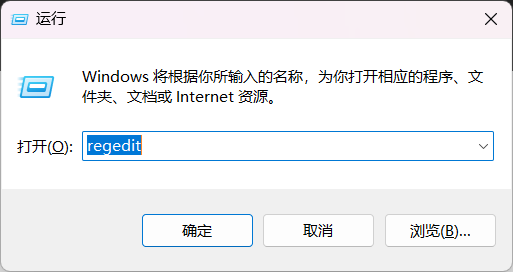 运行
Windows 将根据你所输入的名称，为你打开相应的程序、文
件夹、文档或 Internet 资源。
打开(O): regedit
确定 取消 浏览(B)...